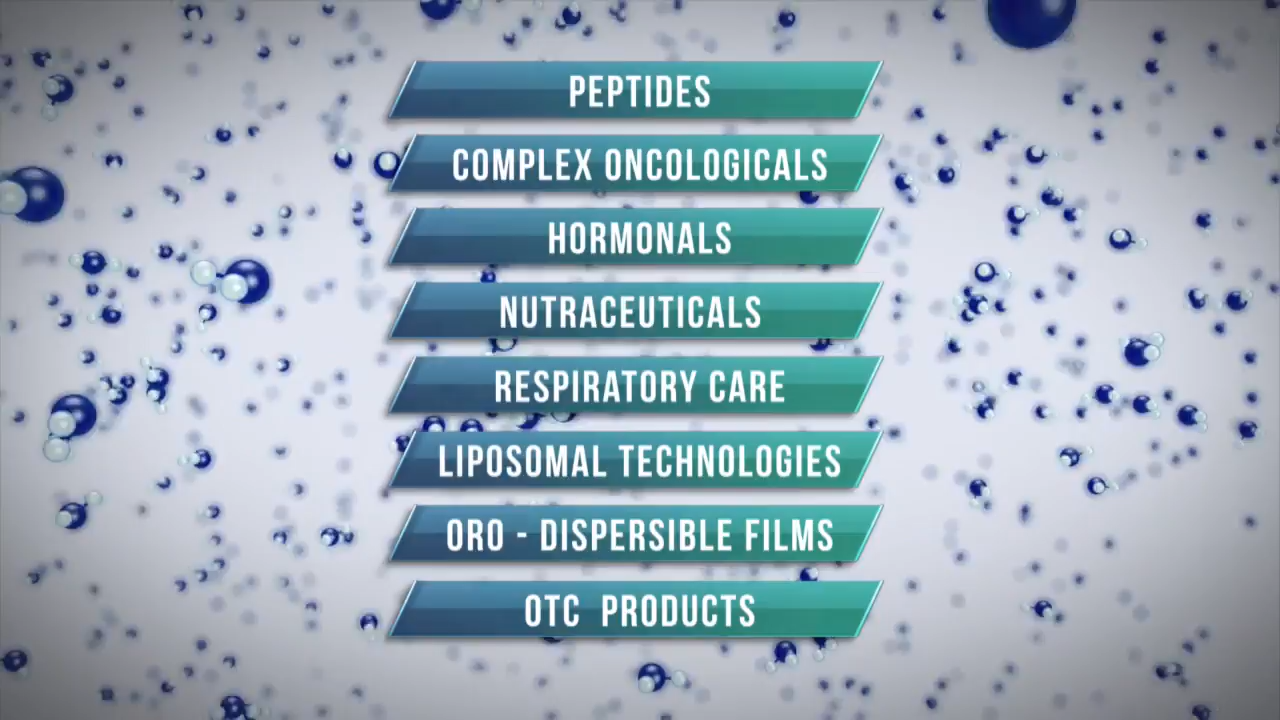 PEPTIDES
COMPLEX ONCOLOGICALS
HORMONALS
NUTRACEUTICALS
RESPIRATORY CARE
LIPOSOMAL TECHNOLOGIES
ORO - DISPERSIBLE FILMS
OTC  PRODUCTS